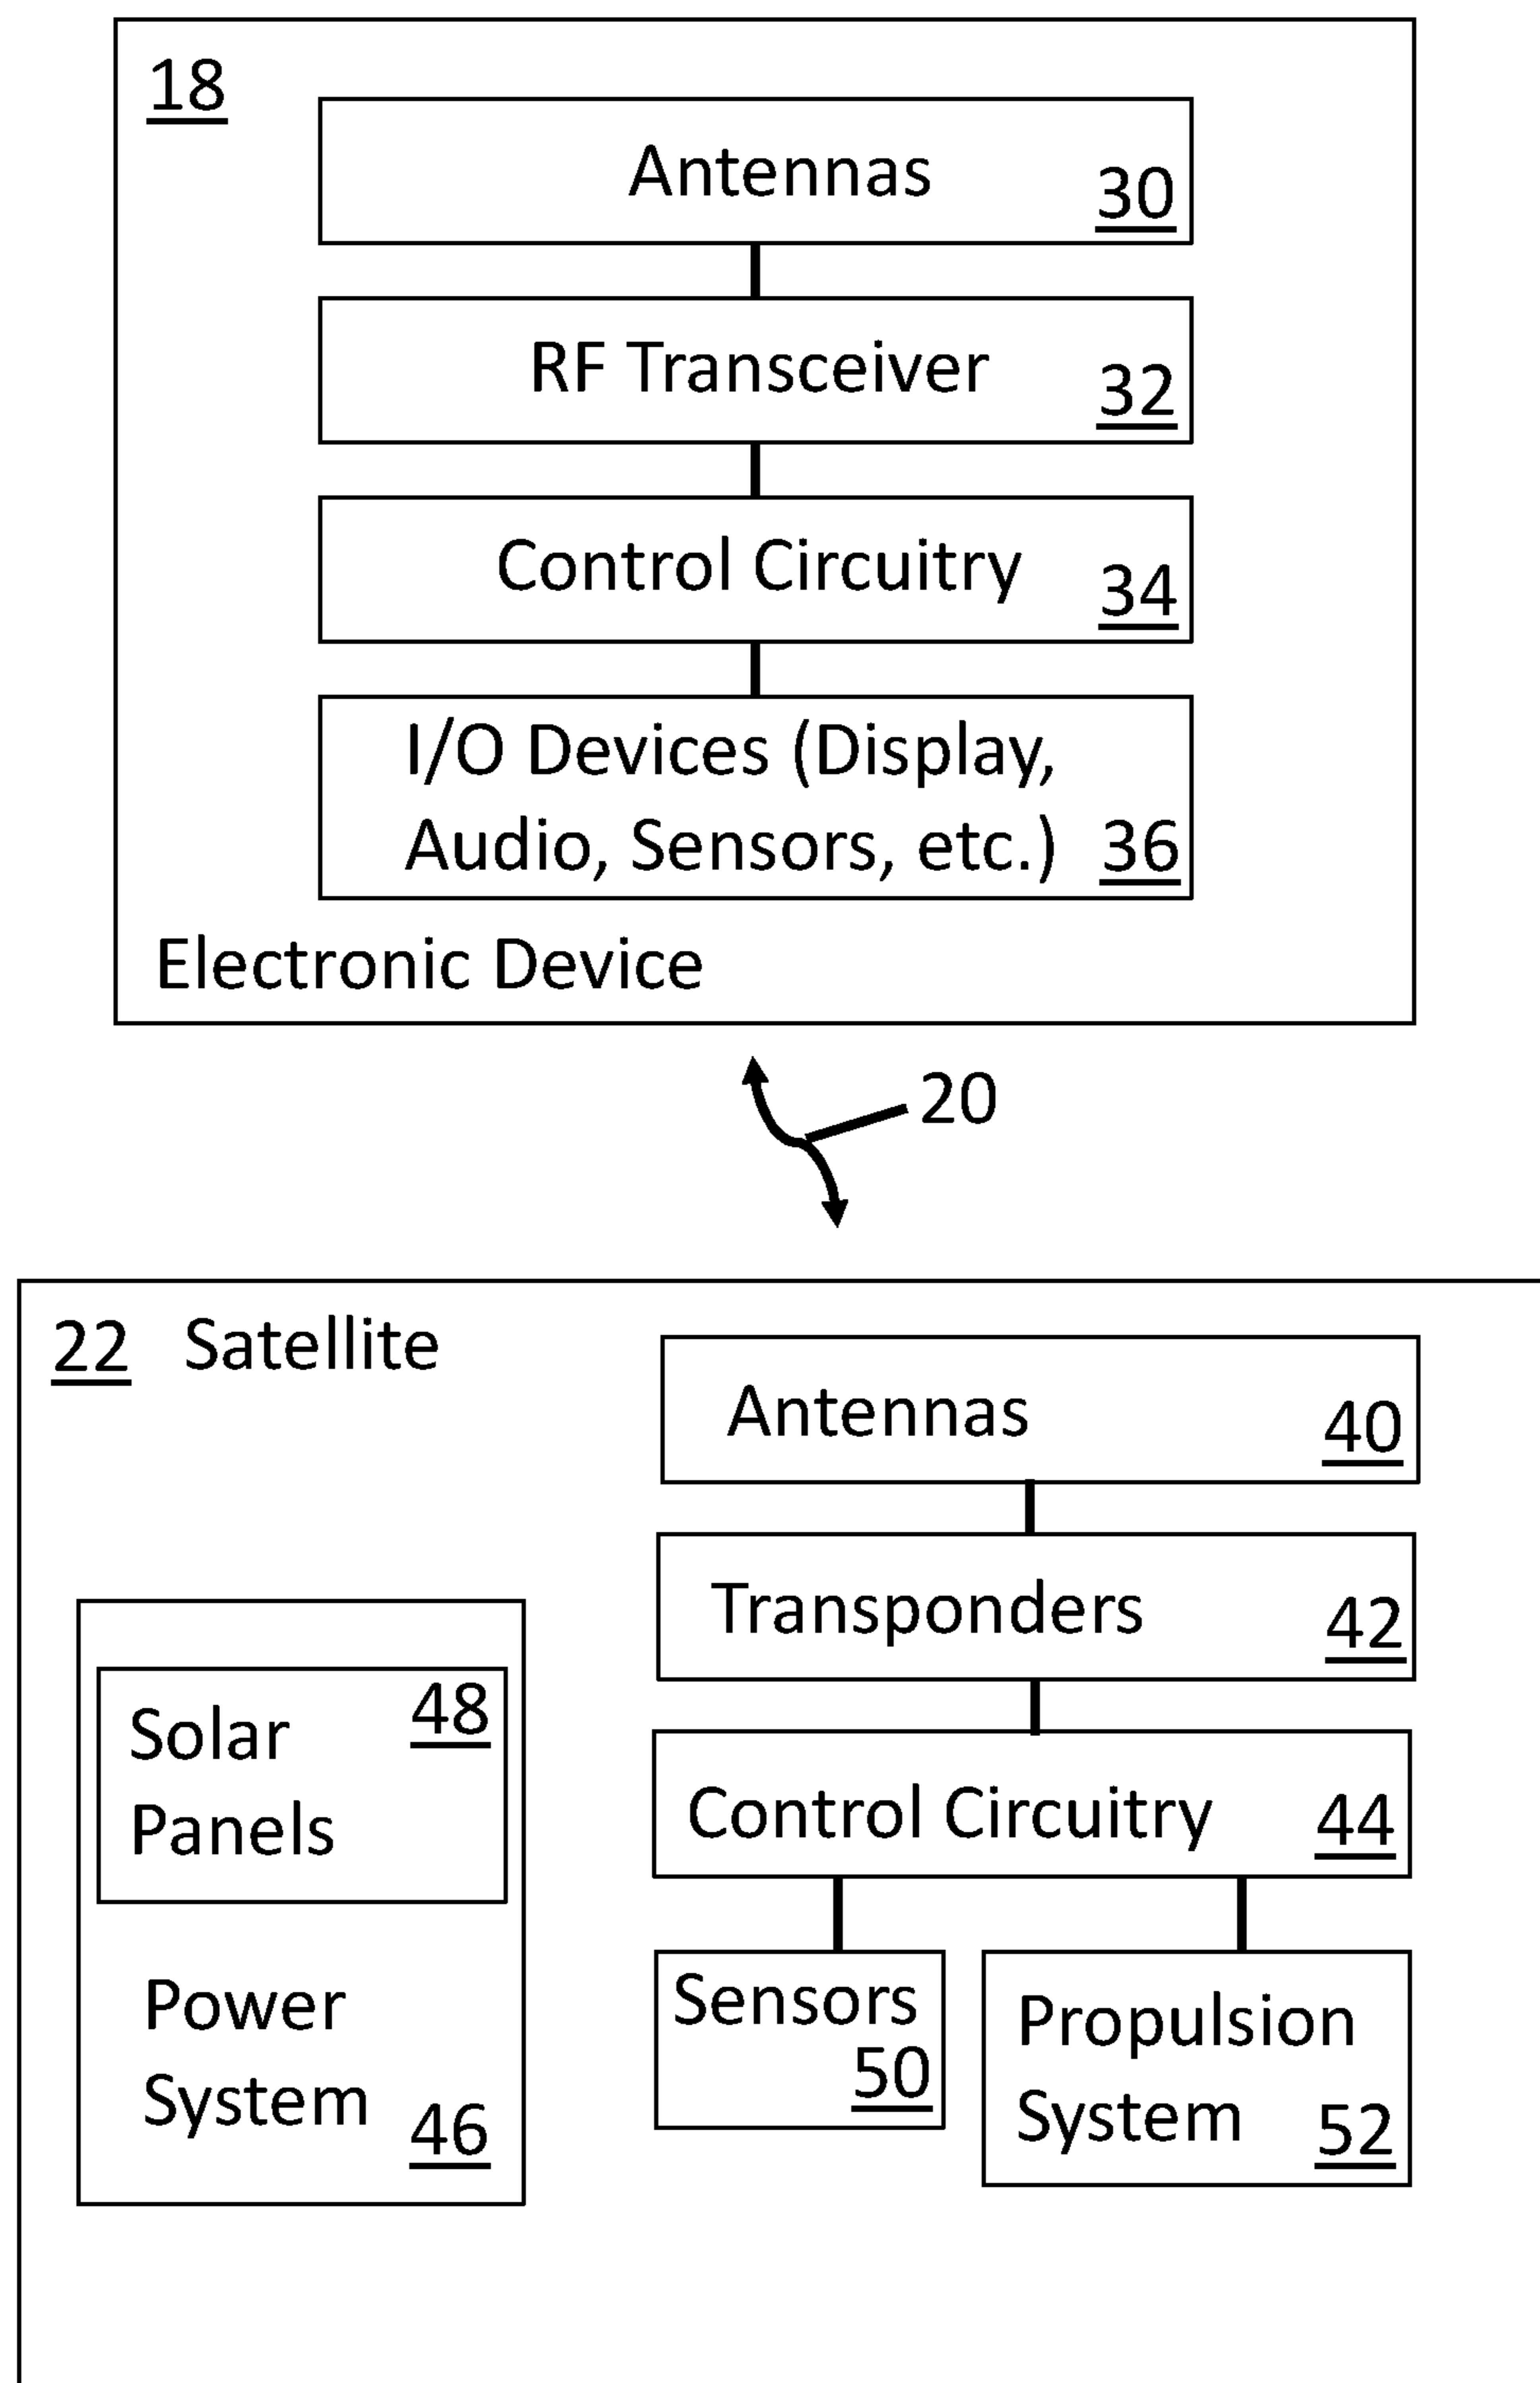 18
Antennas
30
RF Transceiver
32
Control Circuitry
34
I/O Devices (Display,
Audio, Sensors, etc.) 36
Electronic Device
20
22 Satellite
Antennas
40
Transponders
42
Solar
48
Panels
Control Circuitry
44
Power
System
46
Sensors
50
Propulsion
System 52